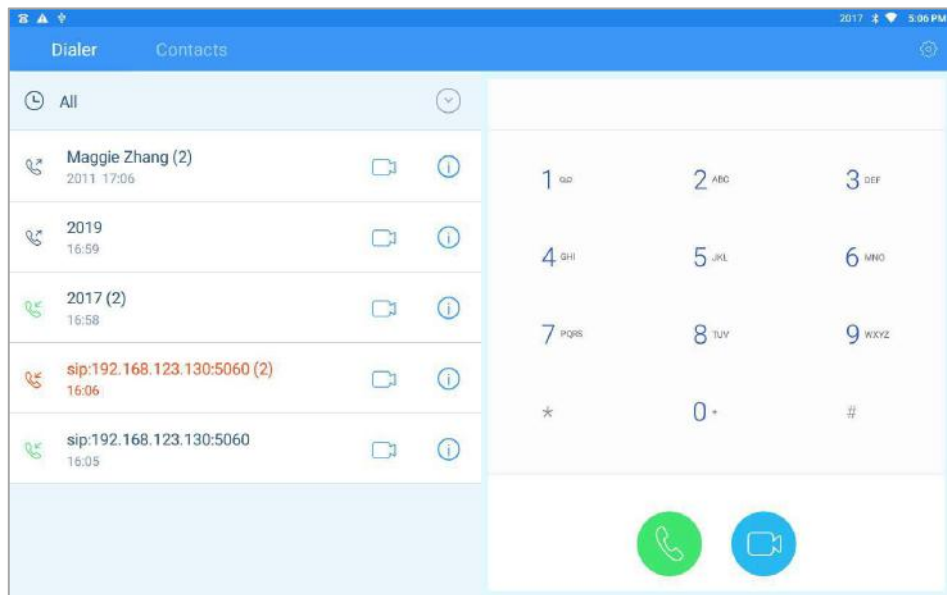 2017 5:06 PM
Dialer Contacts
All
Maggie Zhang (2)
2011 17:06
2019
16:59
2017 (2)
16:58
sip:192.168.123.130:5060 (2)
16:06
sip:192.168.123.130:5060
16:05
1 2 ABC 3 DEF
4 GHI 5 JKL 6 MNO
7 PQRS 8 TUV 9 WXYZ
* 0 + #